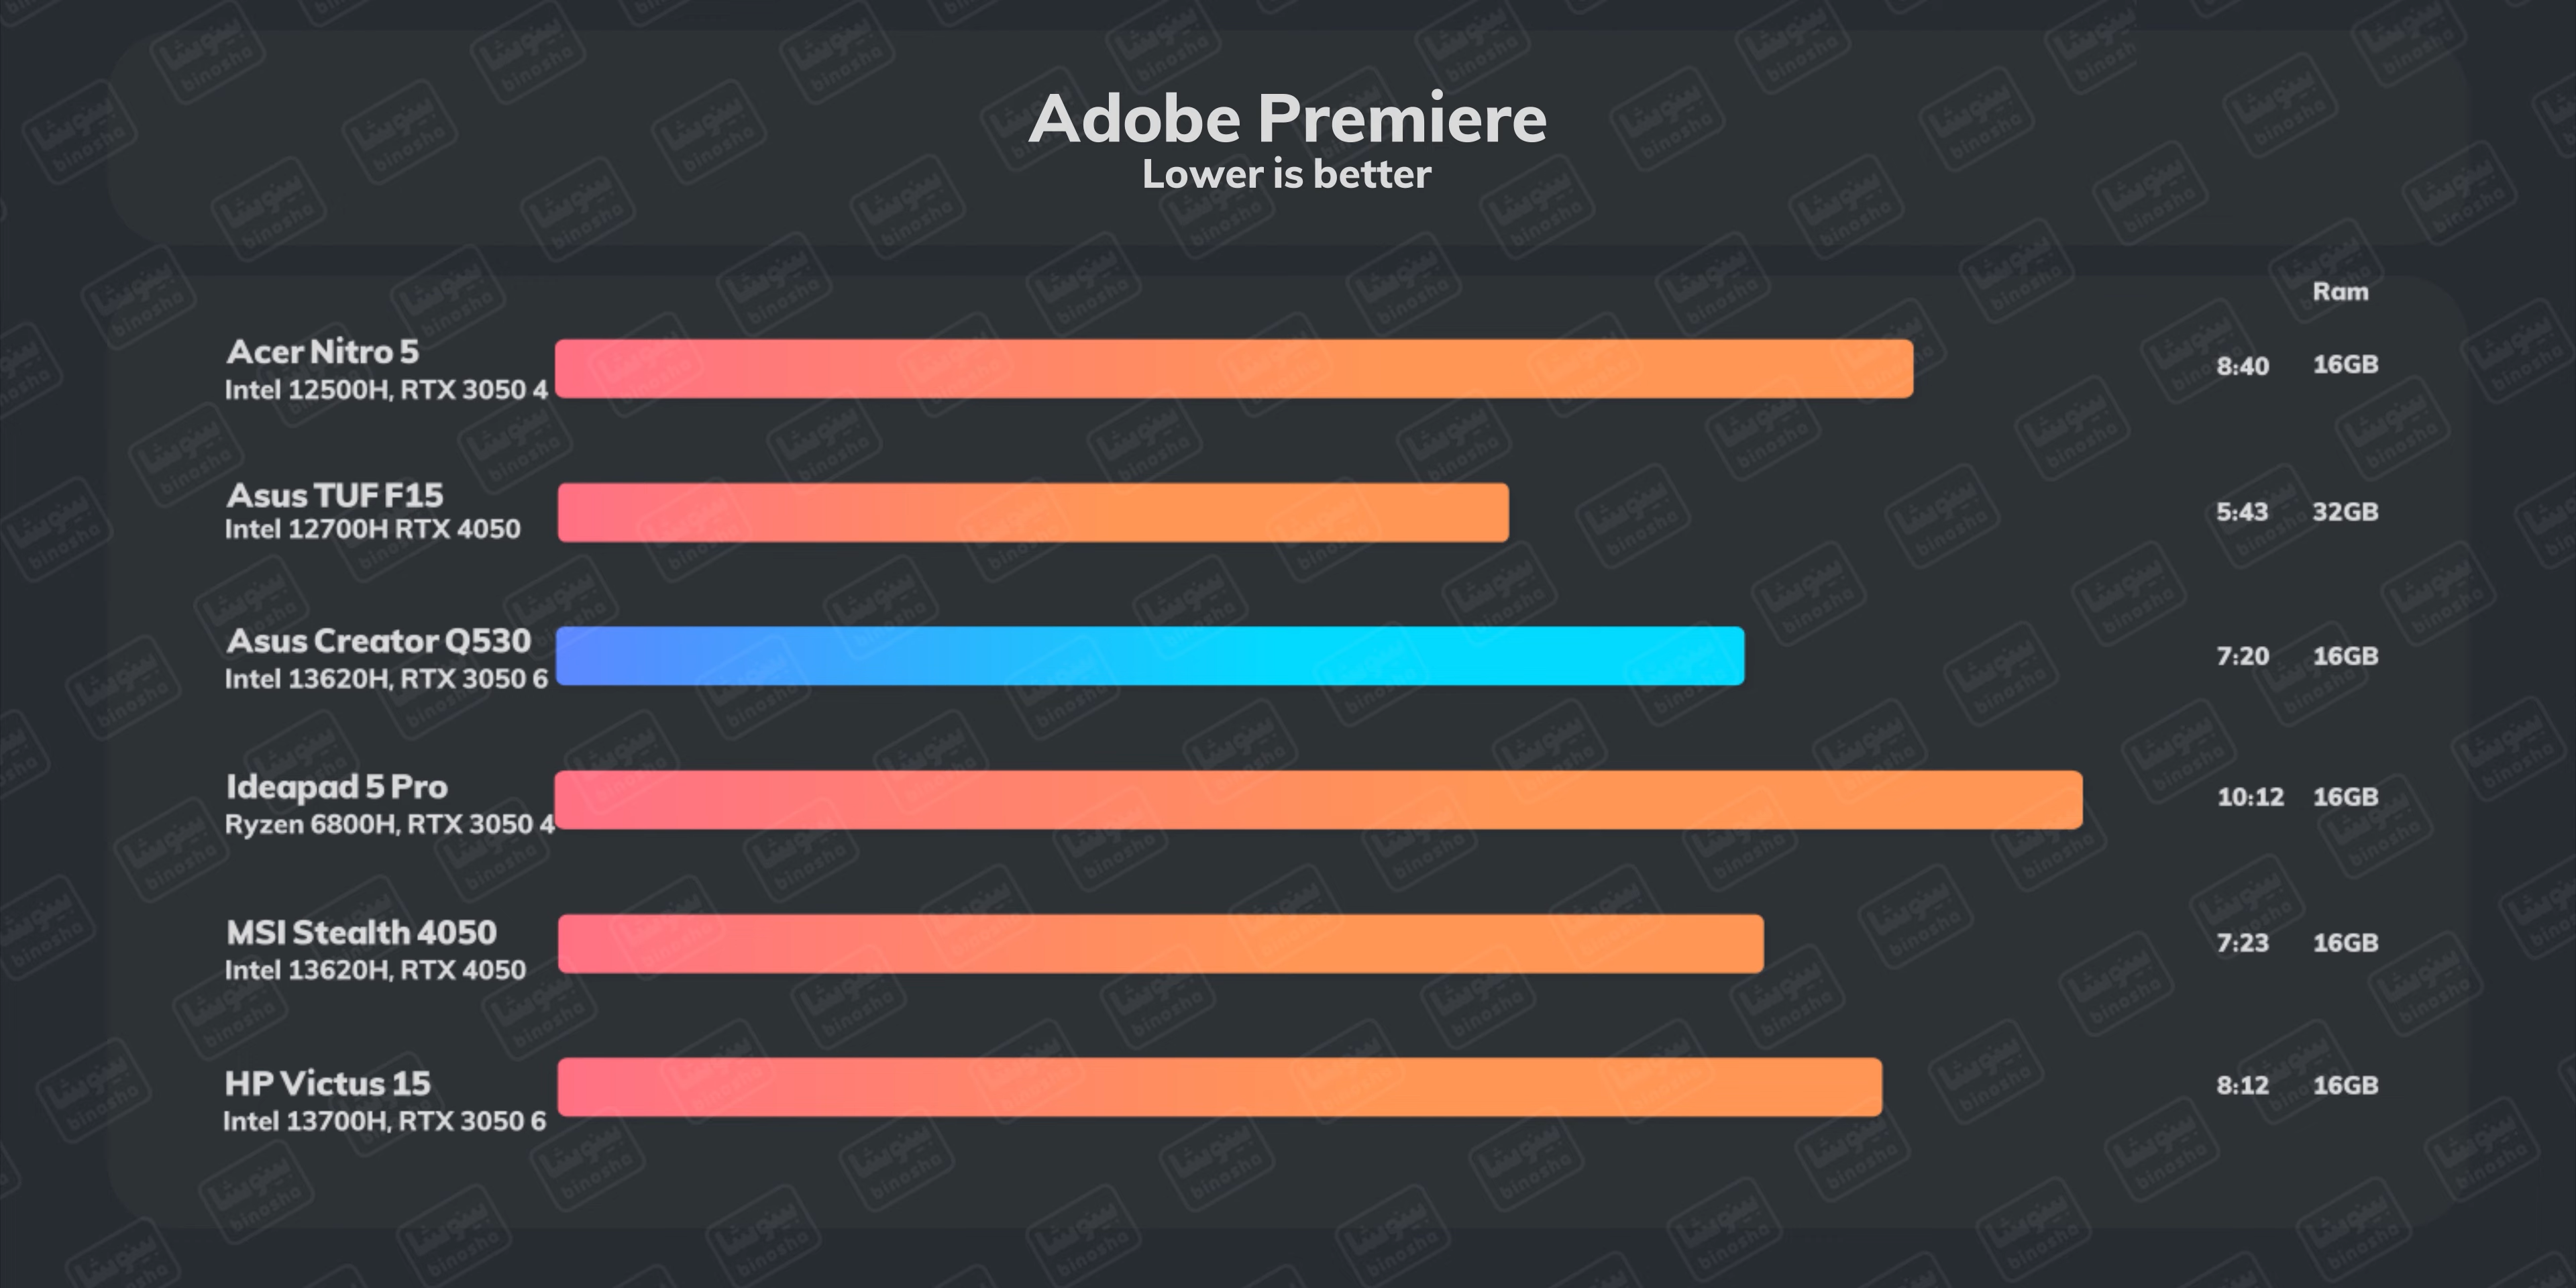 Adobe Premiere
Lower is better
Ram
Acer Nitro 5
Intel 12500H, RTX 3050 4
8:40 16GB
Asus TUF F15
Intel 12700H RTX 4050
5:43 32GB
Asus Creator Q530
Intel 13620H, RTX 3050 6
7:20 16GB
Ideapad 5 Pro
Ryzen 6800H, RTX 3050 4
10:12 16GB
MSI Stealth 4050
Intel 13620H, RTX 4050
7:23 16GB
HP Victus 15
Intel 13700H, RTX 3050 6
8:12 16GB
بینوشا
binosha